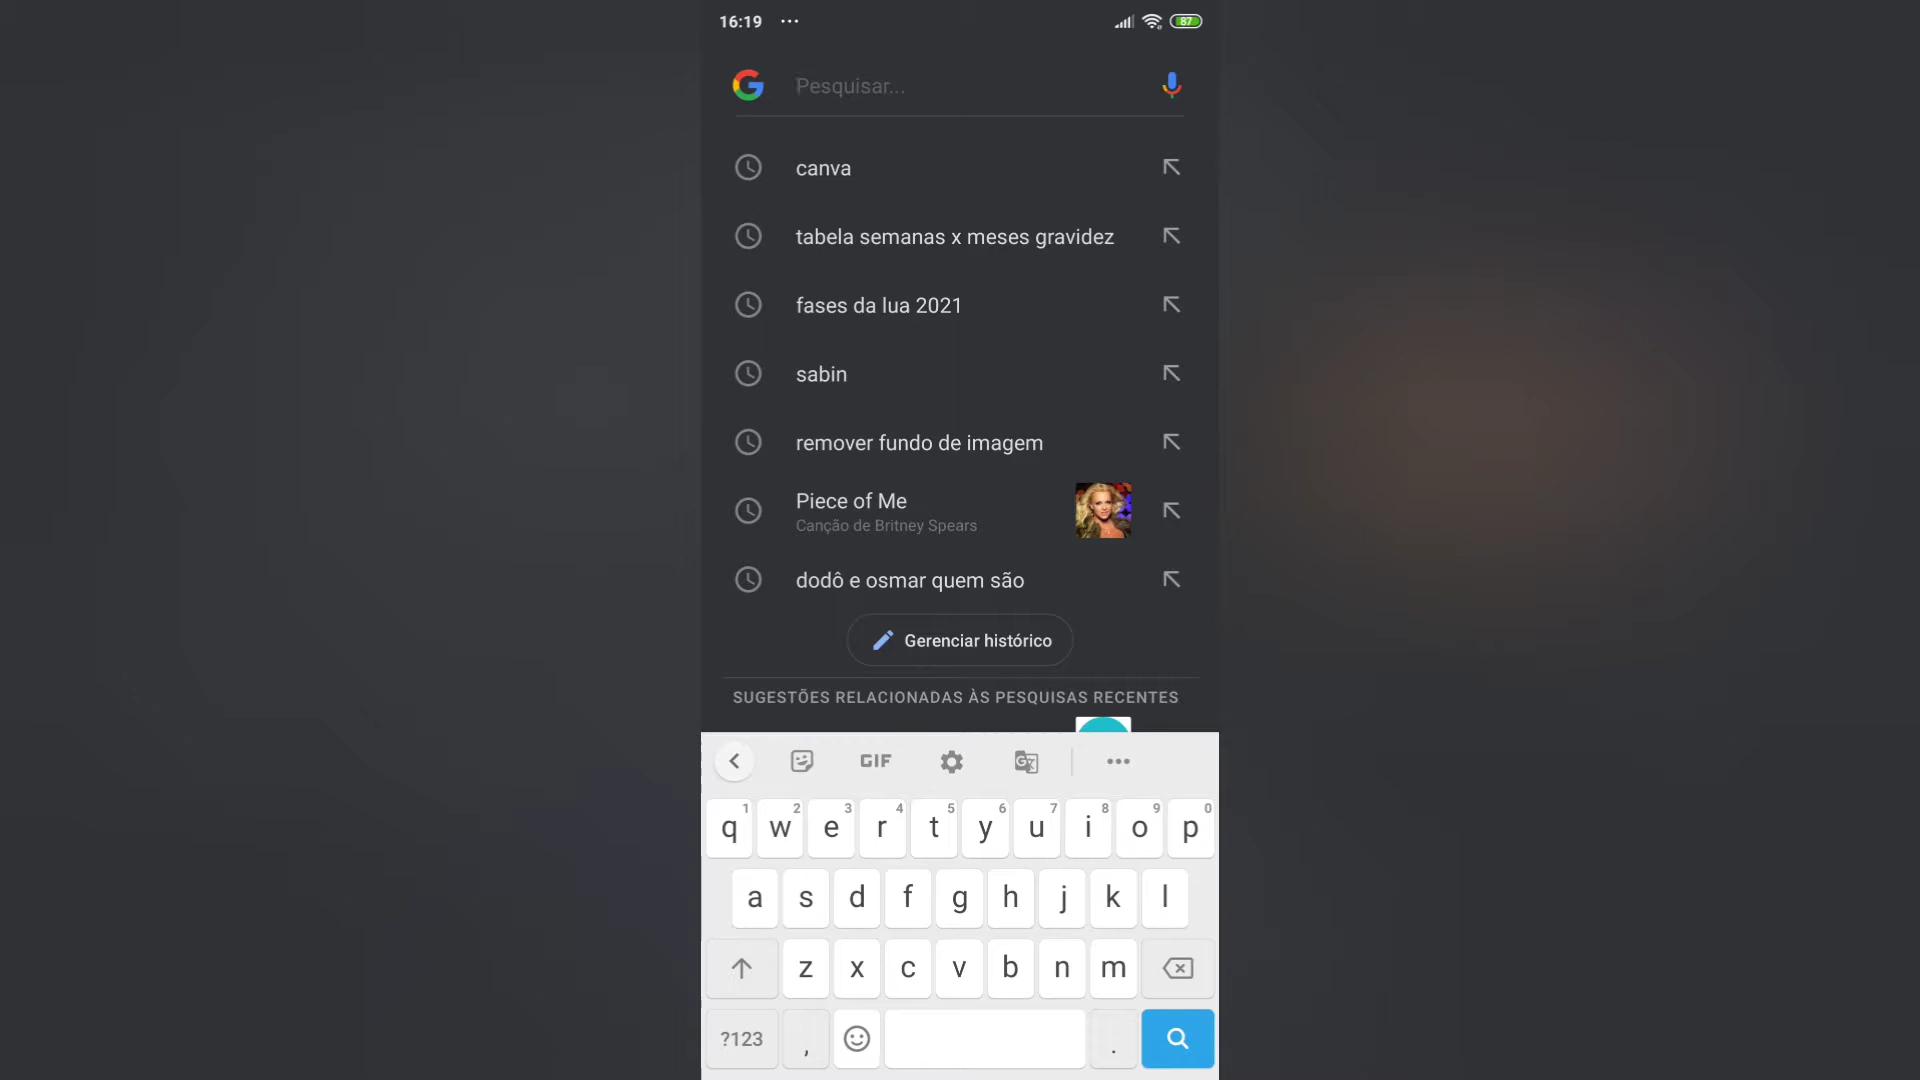 16:19 ...
87
Pesquisar...
canva
tabela semanas x meses gravidez
fases da lua 2021
sabin
remover fundo de imagem
Piece of Me
Canção de Britney Spears
dodô e osmar quem são
Gerenciar histórico
SUGESTÕES RELACIONADAS ÀS PESQUISAS RECENTES
GIF
1 2 3 4 5 6 7 8 9 0
q w e r t y u i o p
a s d f g h j k l
z x c v b n m
?123 , .